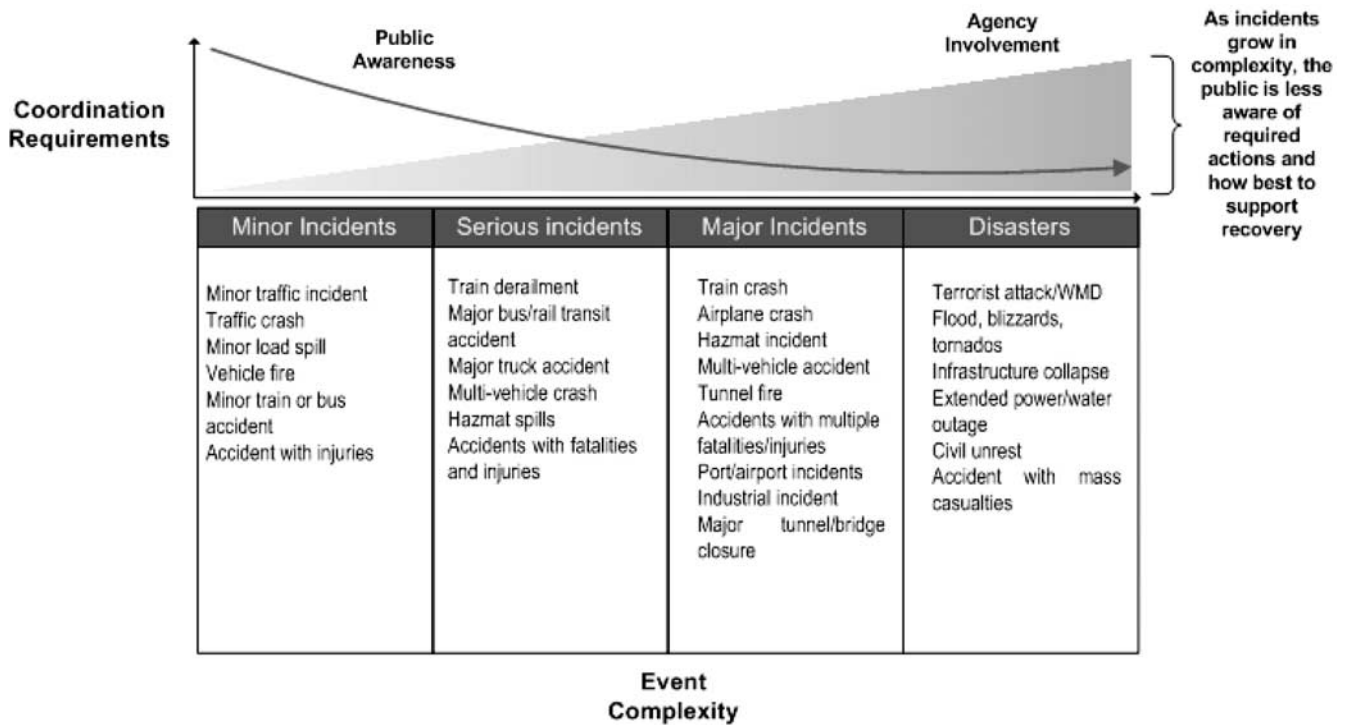 Public
Awareness
Agency
Involvement
As incidents
grow in
complexity, the
public is less
aware of
required
actions and
how best to
support
recovery
Coordination
Requirements
Minor Incidents
Serious incidents
Major Incidents
Disasters
Minor traffic incident
Traffic crash
Minor load spill
Vehicle fire
Minor train or bus
accident
Accident with injuries
Train derailment
Major bus/rail transit
accident
Major truck accident
Multi-vehicle crash
Hazmat spills
Accidents with fatalities
and injuries
Train crash
Airplane crash
Hazmat incident
Multi-vehicle accident
Tunnel fire
Accidents with multiple
fatalities/injuries
Port/airport incidents
Industrial incident
Major tunnel/bridge
closure
Terrorist attack/WMD
Flood, blizzards,
tornados
Infrastructure collapse
Extended power/water
outage
Civil unrest
Accident with mass
casualties
Event
Complexity